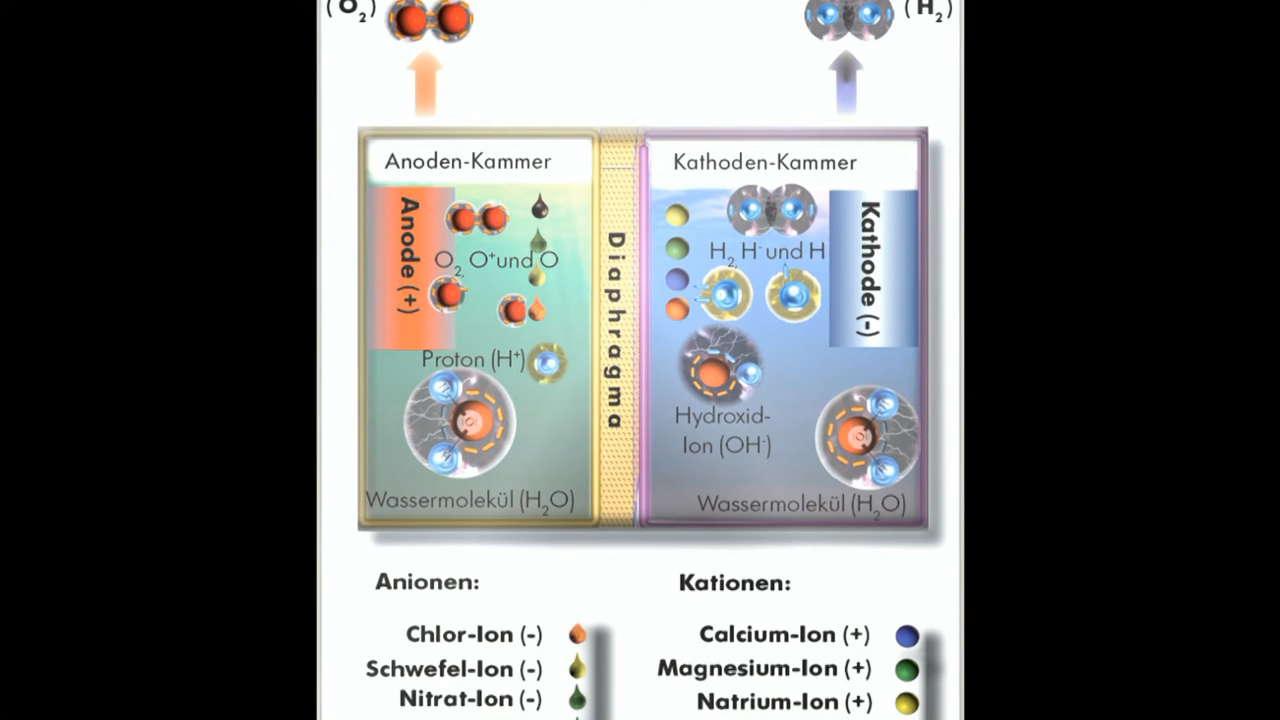 (O₂)
(H₂)
Anoden-Kammer
Kathoden-Kammer
Anode (+)
Kathode (-)
Diaphragma
O₂, O⁺und O
H₂, H⁻und H
Proton (H⁺)
Hydroxid-
Ion (OH⁻)
Wassermolekül (H₂O)
Wassermolekül (H₂O)
Anionen:
Chlor-Ion (-)
Schwefel-Ion (-)
Nitrat-Ion (-)
Kationen:
Calcium-Ion (+)
Magnesium-Ion (+)
Natrium-Ion (+)